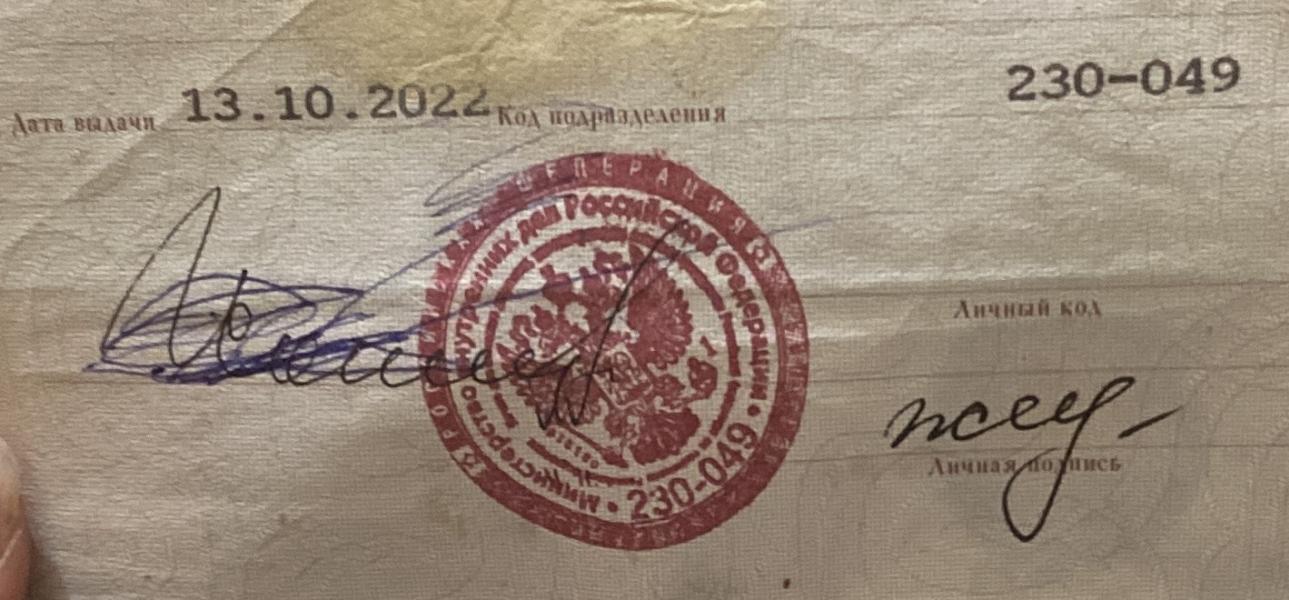 230-049
Дата выдачи 13.10.2022 Код подразделения
ФЕДЕРАЦИЯ
Министерство внутренних дел Российской Федерации • 230-049 •
Личный код
Личная подпись